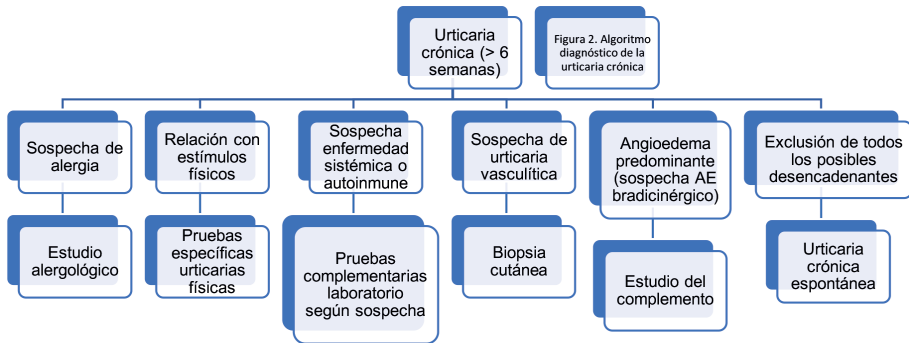 Urticaria
crónica (> 6
semanas)
Figura 2. Algoritmo
diagnóstico de la
urticaria crónica
Sospecha de
alergia
Relación con
estímulos
físicos
Sospecha
enfermedad
sistémica o
autoinmune
Sospecha de
urticaria
vasculítica
Angioedema
predominante
(sospecha AE
bradicinérgico)
Exclusión de todos
los posibles
desencadenantes
Estudio
alergológico
Pruebas
específicas
urticarias
físicas
Pruebas
complementarias
laboratorio
según sospecha
Biopsia
cutánea
Estudio del
complemento
Urticaria
crónica
espontánea